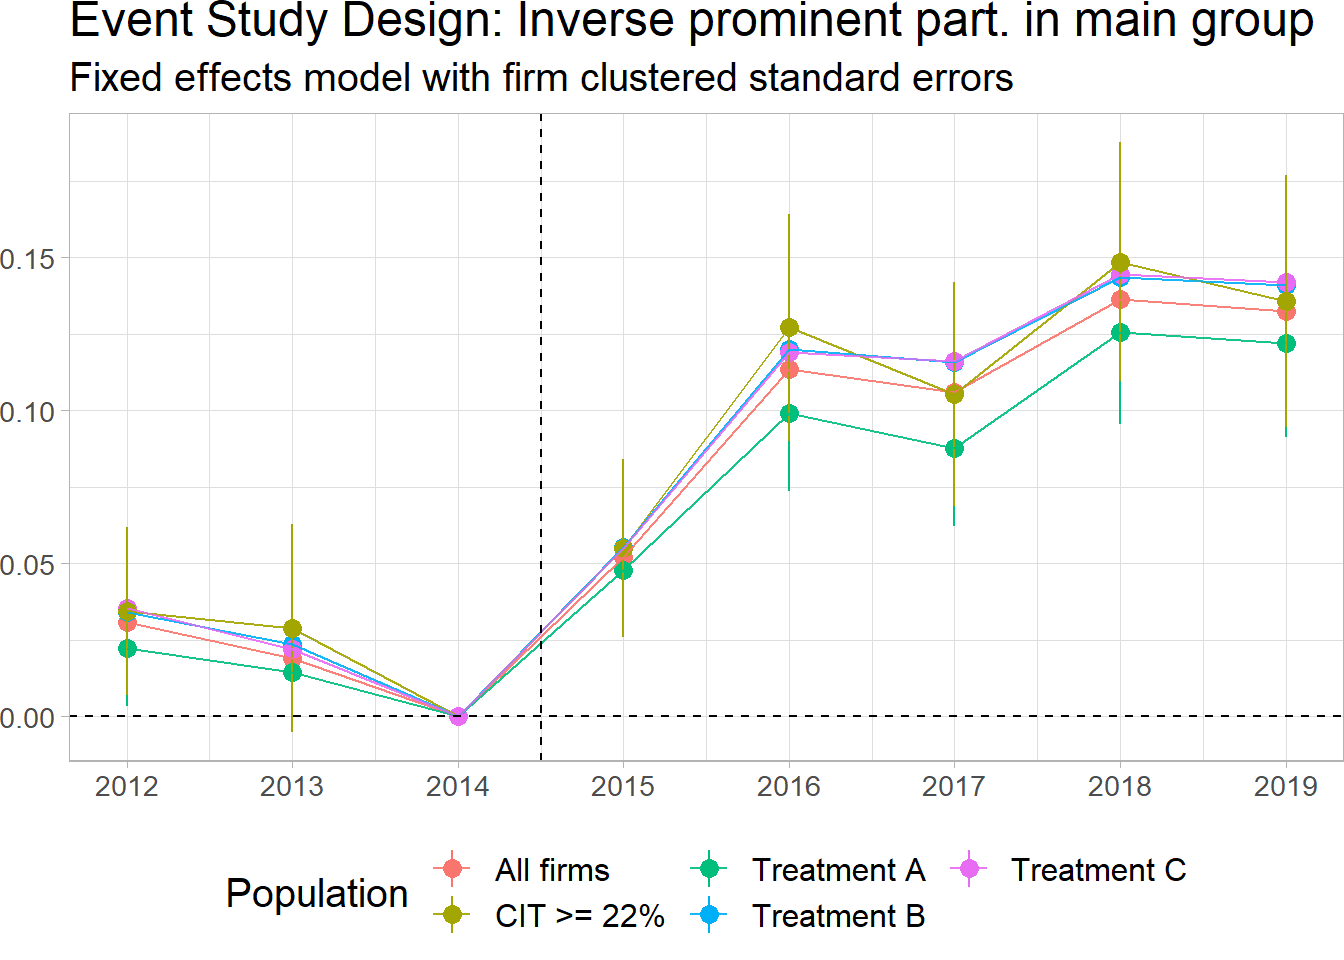 Event Study Design: Inverse prominent part. in main group
Fixed effects model with firm clustered standard errors
0.15
0.10
0.05
0.00
2012 2013 2014 2015 2016 2017 2018 2019
Population
All firms Treatment A Treatment C
CIT >= 22% Treatment B